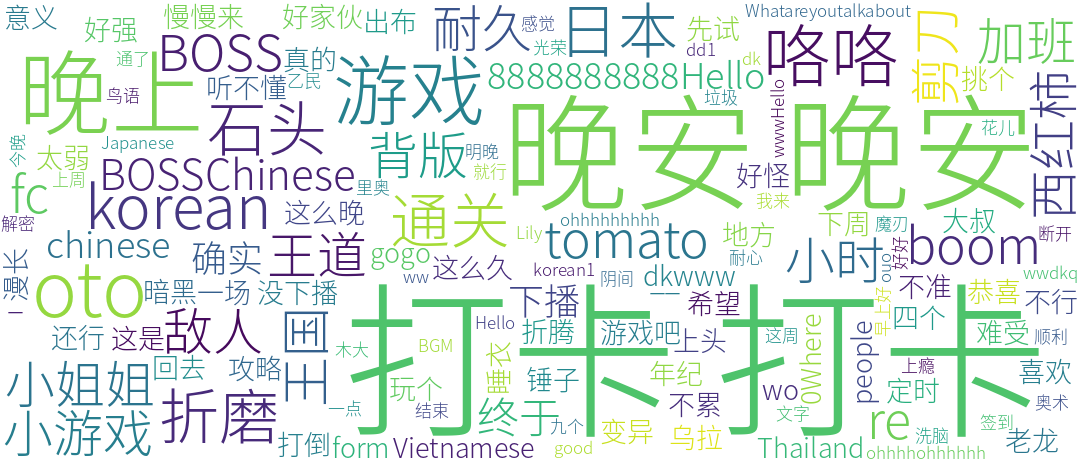 意义 慢慢来 好家伙 出布 耐久 感觉 日本 Whatareyoutalkabout
好强 BOSS 真的 光荣 先试 dd1 dk 咯咯 剪刀 加班
通了 晚上 听不懂 乙民 游戏 8888888888 Hello 垃圾 wwwHello 挑个
鸟语 石头 背版 晚安 晚安 西红柿
今晚 Japanese 太弱 上周 BOSSChinese 里奥 明晚 就行 好怪 花儿
fc korean 这么晚 通关 ohhhhhhhhh 我来 下周 魔刃 大叔
解密 chinese 确实 王道 gogo Lily tomato 地方 小时 boom 断开
漫长 oto 暗黑一场 没下播 ww 这么久 korean1 阴间 耐心 dkwww 好好 ouo wwdkq
一 还行 这是 敌人 王国 Hello 下播 一一 希望 早上好 不准 恭喜 不行
小姐姐 回去 攻略 木大 打卡 折腾 游戏吧 上头 打卡 这周 0Where people 四个 难受 顺利
小游戏 折磨 一点 玩个 BGM 睡衣 锤子 年纪 上瘾 喜欢
结束 终于 九个 不累 wo 文字 定时 re 签到 奥术
打倒 form Vietnamese good 变异 乌拉 Thailand 洗脑 ohhhhohhhhhh 老龙